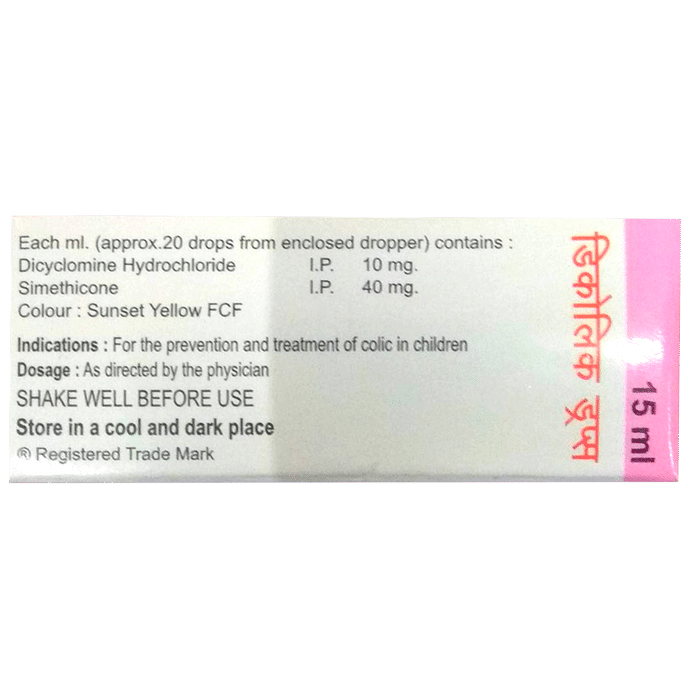 Each ml. (approx.20 drops from enclosed dropper) contains :
Dicyclomine Hydrochloride I.P. 10 mg.
Simethicone I.P. 40 mg.
Colour : Sunset Yellow FCF
Indications : For the prevention and treatment of colic in children
Dosage : As directed by the physician
SHAKE WELL BEFORE USE
Store in a cool and dark place
® Registered Trade Mark
डिकोलिक ड्रप्स
15 ml